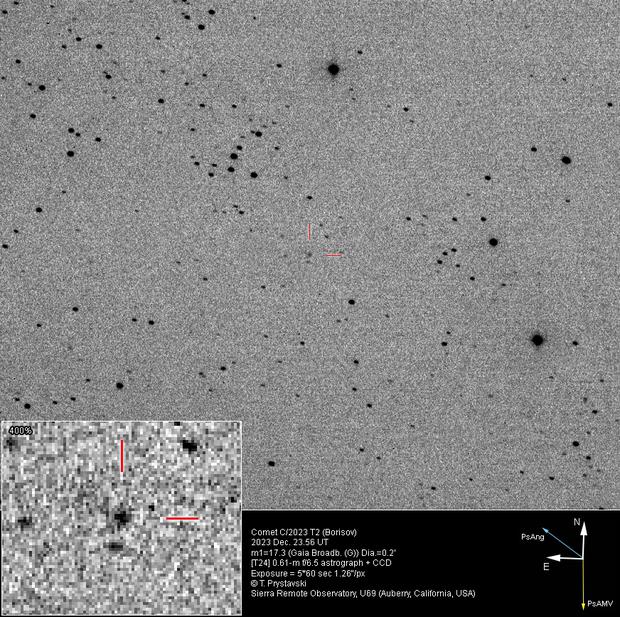 400%
Comet C/2023 T2 (Borisov)
2023 Dec. 23.56 UT
m1=17.3 (Gaia Broadb. (G)) Dia.=0.2'
[T24] 0.61-m f/6.5 astrograph + CCD
Exposure = 5*60 sec 1.26"/px
© T. Prystavski
Sierra Remote Observatory, U69 (Auberry, California, USA)
N
PsAng
E
PsAMV